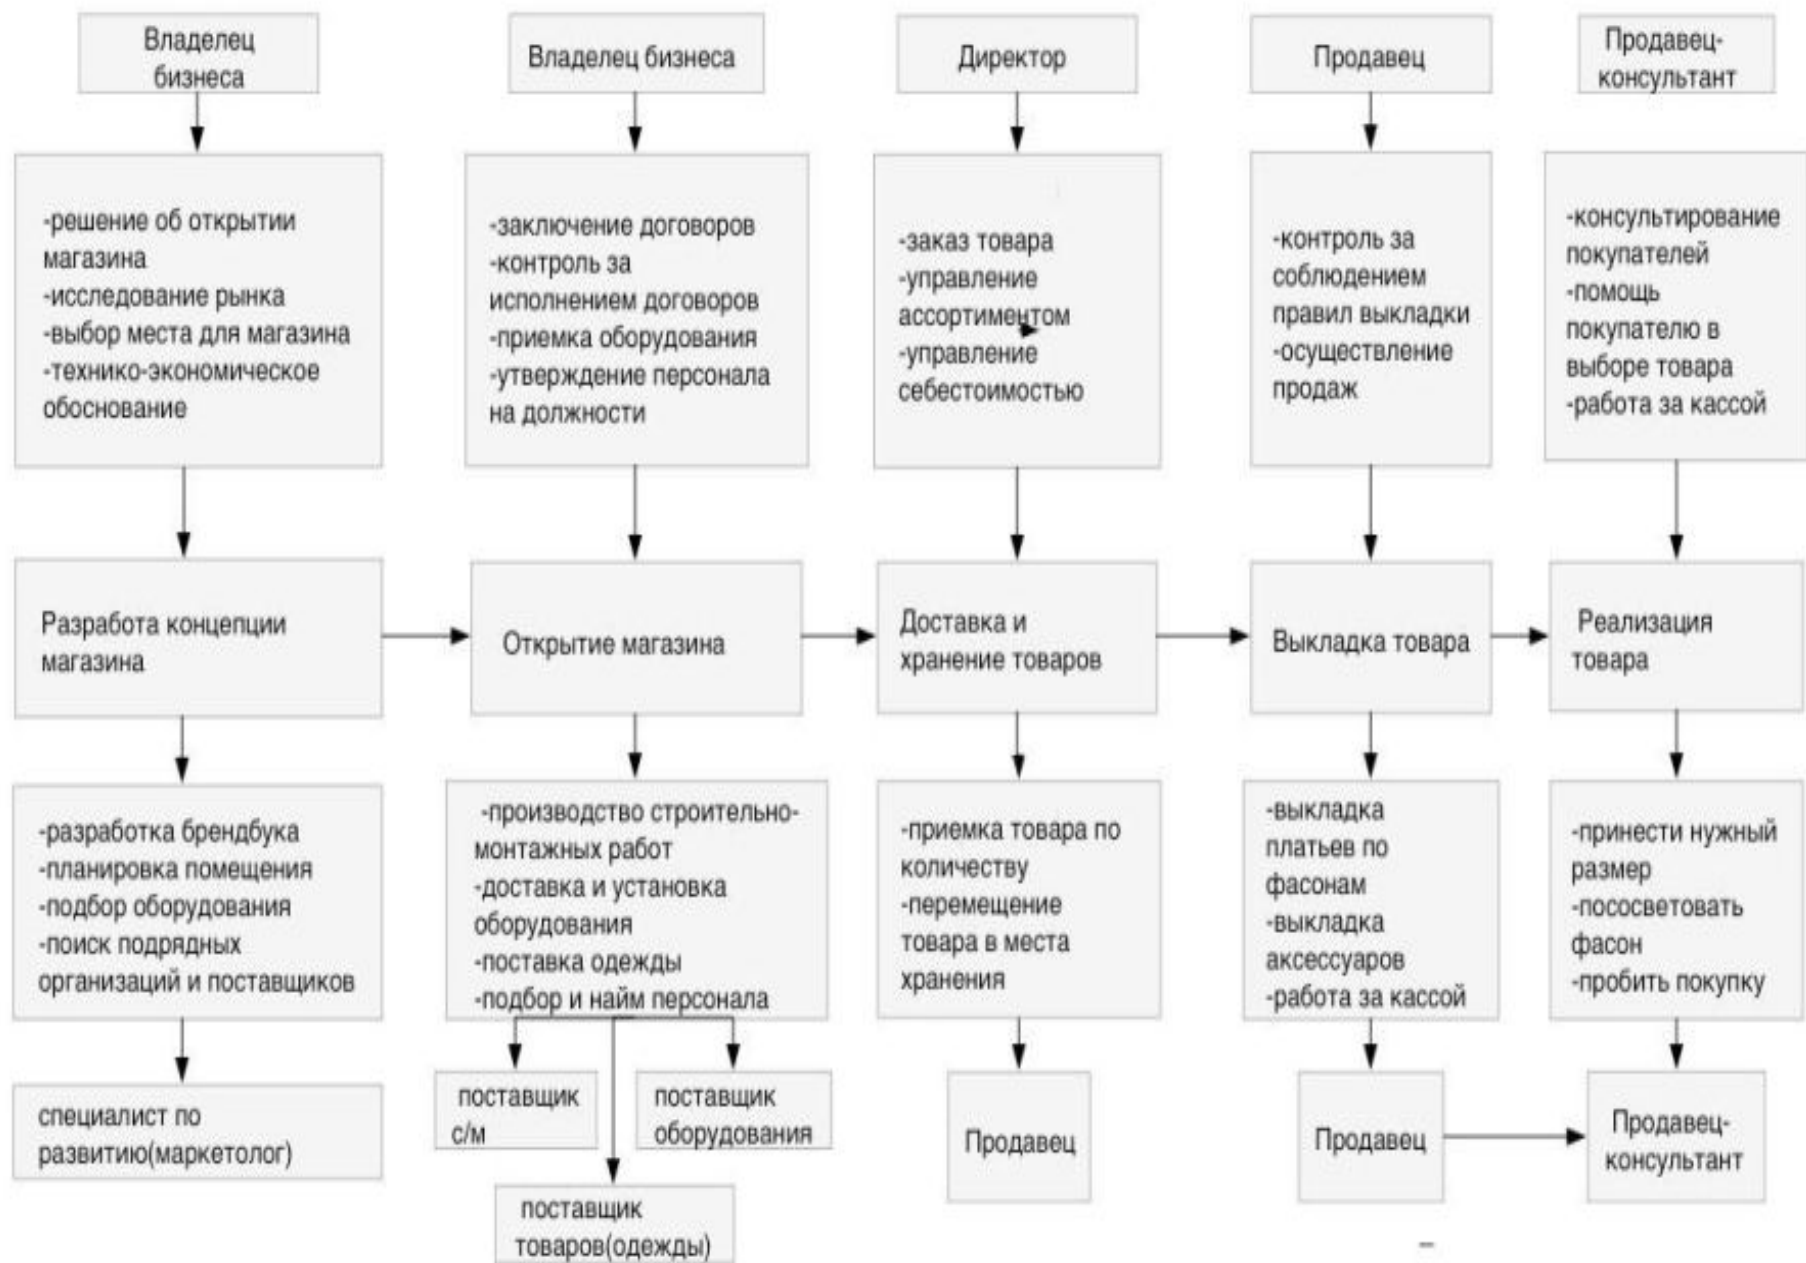 Владелец
бизнеса
Владелец бизнеса
Директор
Продавец
Продавец-
консультант
-решение об открытии
магазина
-исследование рынка
-выбор места для магазина
-технико-экономическое
обоснование
-заключение договоров
-контроль за
исполнением договоров
-приемка оборудования
-утверждение персонала
на должности
-заказ товара
-управление
ассортиментом
-управление
себестоимостью
-контроль за
соблюдением
правил выкладки
-осуществление
продаж
-консультирование
покупателей
-помощь
покупателю в
выборе товара
-работа за кассой
Разработа концепции
магазина
Открытие магазина
Доставка и
хранение товаров
Выкладка товара
Реализация
товара
-разработка брендбука
-планировка помещения
-подбор оборудования
-поиск подрядных
организаций и поставщиков
-производство строительно-
монтажных работ
-доставка и установка
оборудования
-поставка одежды
-подбор и найм персонала
-приемка товара по
количеству
-перемещение
товара в места
хранения
-выкладка
платьев по
фасонам
-выкладка
аксессуаров
-работа за кассой
-принести нужный
размер
-пососветовать
фасон
-пробить покупку
специалист по
развитию(маркетолог)
поставщик
с/м
поставщик
оборудования
поставщик
товаров(одежды)
Продавец
Продавец
Продавец-
консультант